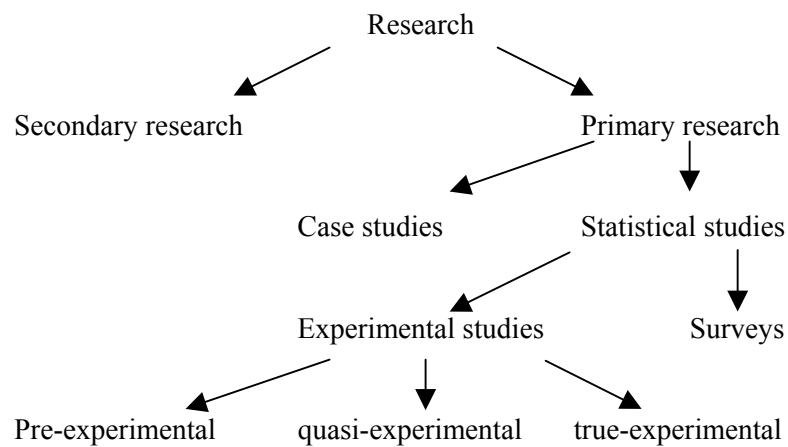 Research
Secondary research Primary research
Case studies Statistical studies
Experimental studies Surveys
Pre-experimental quasi-experimental true-experimental